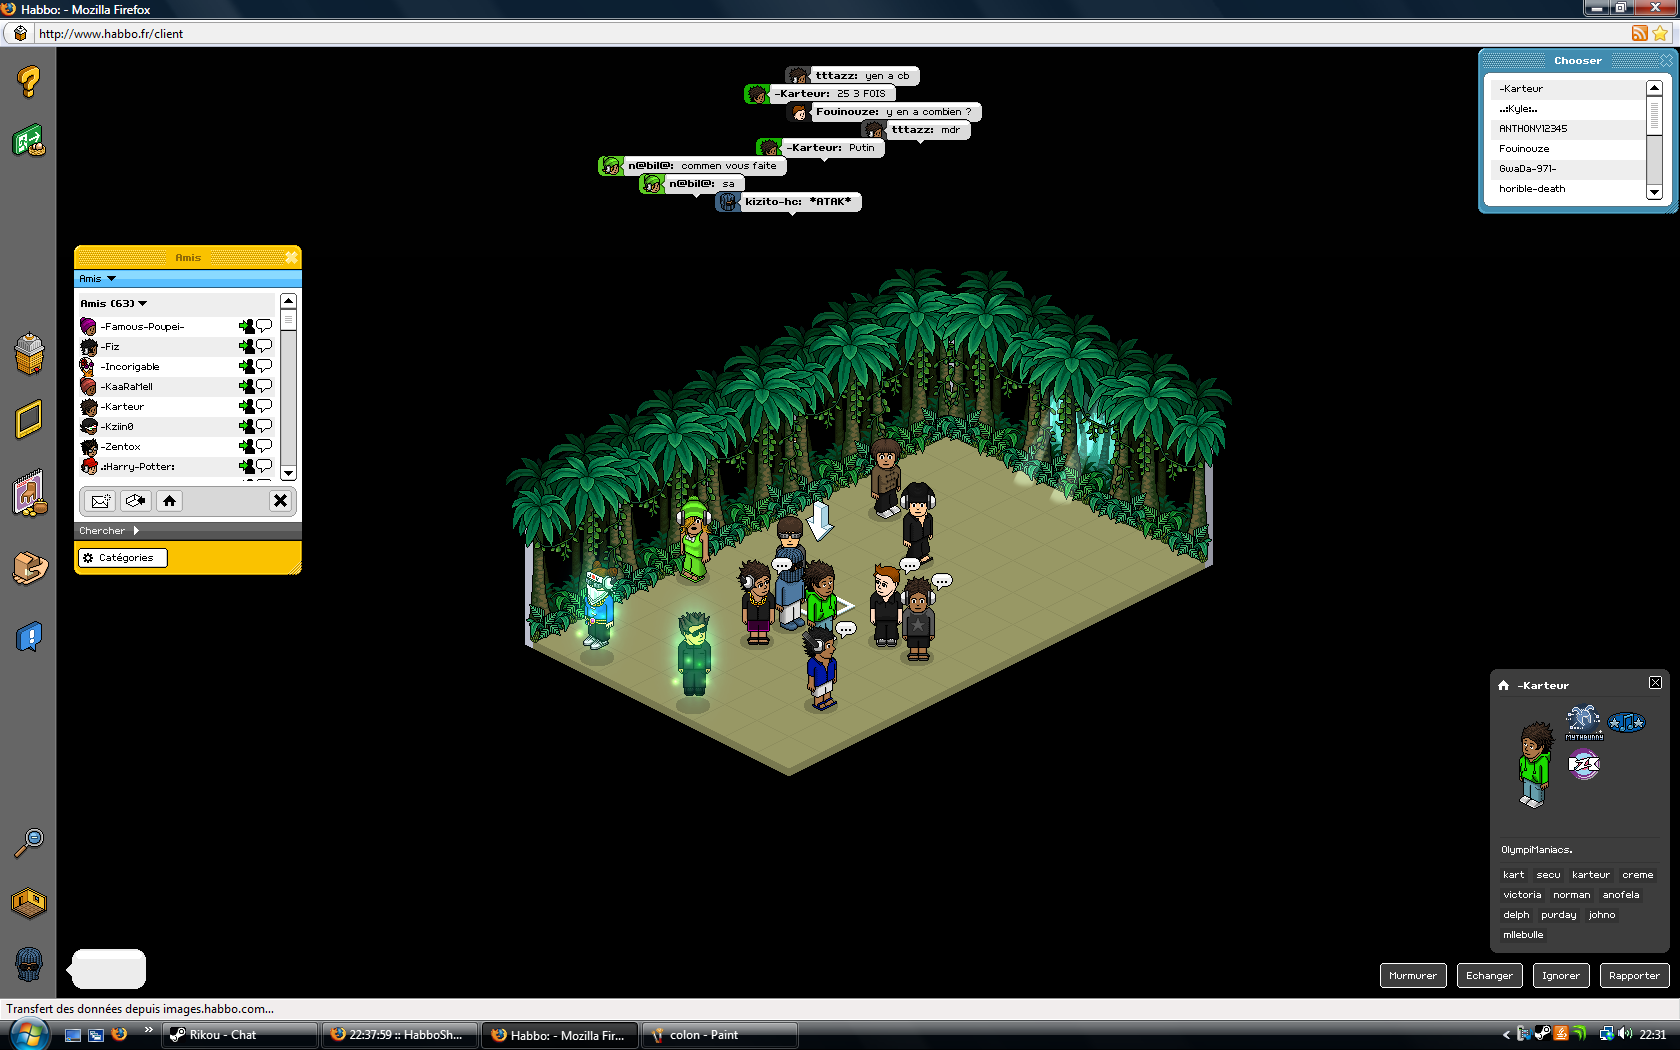 Habbo: - Mozilla Firefox
http://www.habbo.fr/client
tttazz: yen a cb
-Karteur: 25 3 FOIS
Fouinouze: y en a combien ?
tttazz: mdr
-Karteur: Putin
n@bil@: commen vous faite
n@bil@: sa
kizito-hc: *ATAK*
Chooser
-Karteur
..:Kyle:..
ANTHONY12345
Fouinouze
GwaDa-971-
horible-death
Amis
Amis
Amis (63)
-Famous-Poupei-
-Fiz
-Incorigable
-KaaRaMell
-Karteur
-Kziin0
-Zentox
.:Harry-Potter:
Chercher
Catégories
-Karteur
MYTHBUNNY
OlympiManiacs.
kart secu karteur creme
victoria norman anofela
delph purday johno
mllebulle
Murmurer Echanger Ignorer Rapporter
Transfert des données depuis images.habbo.com...
» Rikou - Chat 22:37:59 :: HabboSh... Habbo: - Mozilla Fir... colon - Paint < 22:31